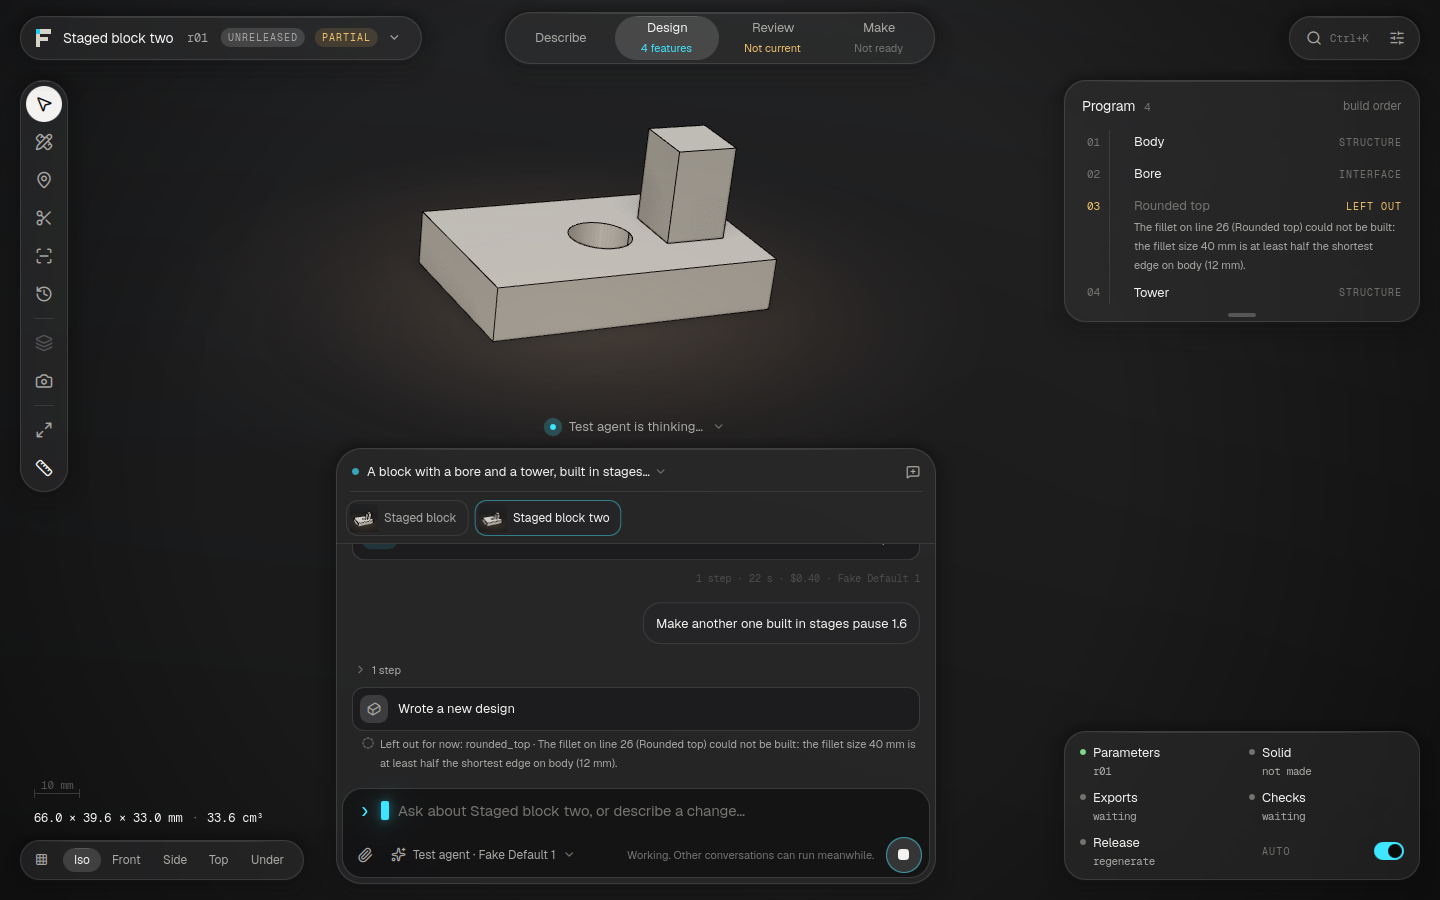 Staged block two r01 UNRELEASED PARTIAL
Describe
Design
4 features
Review
Not current
Make
Not ready
Ctrl+K
Program 4 build order
01 Body STRUCTURE
02 Bore INTERFACE
03 Rounded top LEFT OUT
The fillet on line 26 (Rounded top) could not be built:
the fillet size 40 mm is at least half the shortest
edge on body (12 mm).
04 Tower STRUCTURE
Test agent is thinking...
A block with a bore and a tower, built in stages...
Staged block
Staged block two
1 step · 22 s · $0.40 · Fake Default 1
Make another one built in stages pause 1.6
1 step
Wrote a new design
Left out for now: rounded_top · The fillet on line 26 (Rounded top) could not be built: the fillet size 40 mm is
at least half the shortest edge on body (12 mm).
Ask about Staged block two, or describe a change...
Test agent · Fake Default 1
Working. Other conversations can run meanwhile.
10 mm
66.0 × 39.6 × 33.0 mm · 33.6 cm³
Iso Front Side Top Under
Parameters
r01
Solid
not made
Exports
waiting
Checks
waiting
Release
regenerate
AUTO